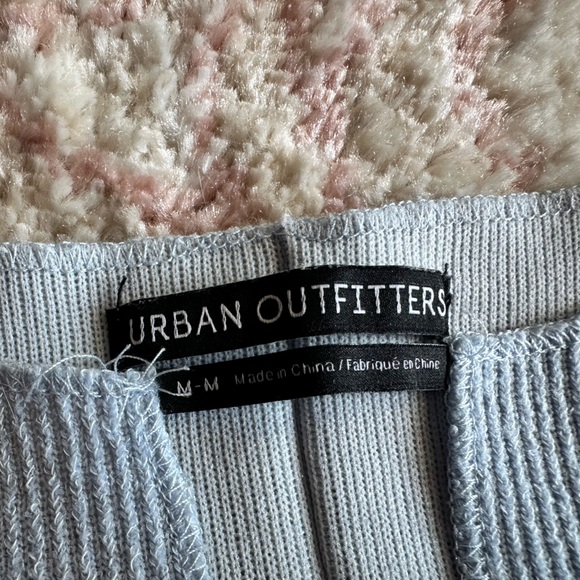 URBAN OUTFITTERS
M-M Made in China / Fabriqué en Chine